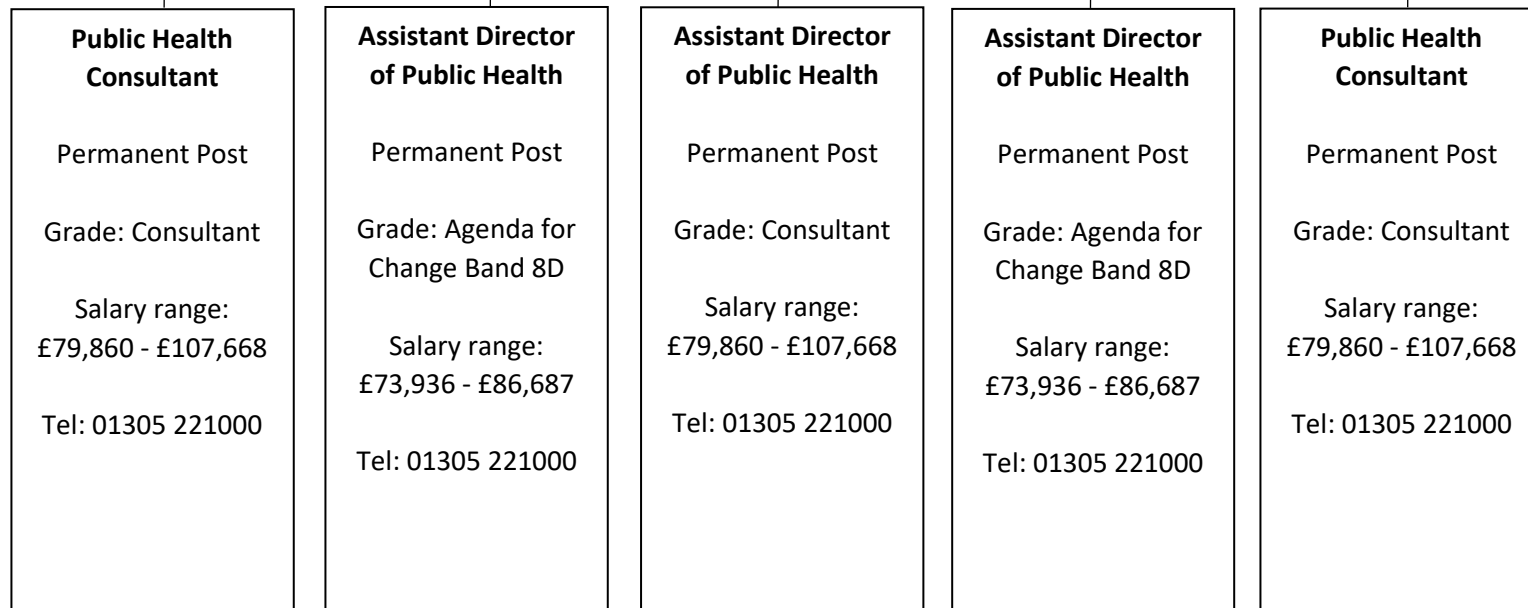 Public Health
Consultant
Permanent Post
Grade: Consultant
Salary range:
£79,860 - £107,668
Tel: 01305 221000
Assistant Director
of Public Health
Permanent Post
Grade: Agenda for
Change Band 8D
Salary range:
£73,936 - £86,687
Tel: 01305 221000
Assistant Director
of Public Health
Permanent Post
Grade: Consultant
Salary range:
£79,860 - £107,668
Tel: 01305 221000
Assistant Director
of Public Health
Permanent Post
Grade: Agenda for
Change Band 8D
Salary range:
£73,936 - £86,687
Tel: 01305 221000
Public Health
Consultant
Permanent Post
Grade: Consultant
Salary range:
£79,860 - £107,668
Tel: 01305 221000